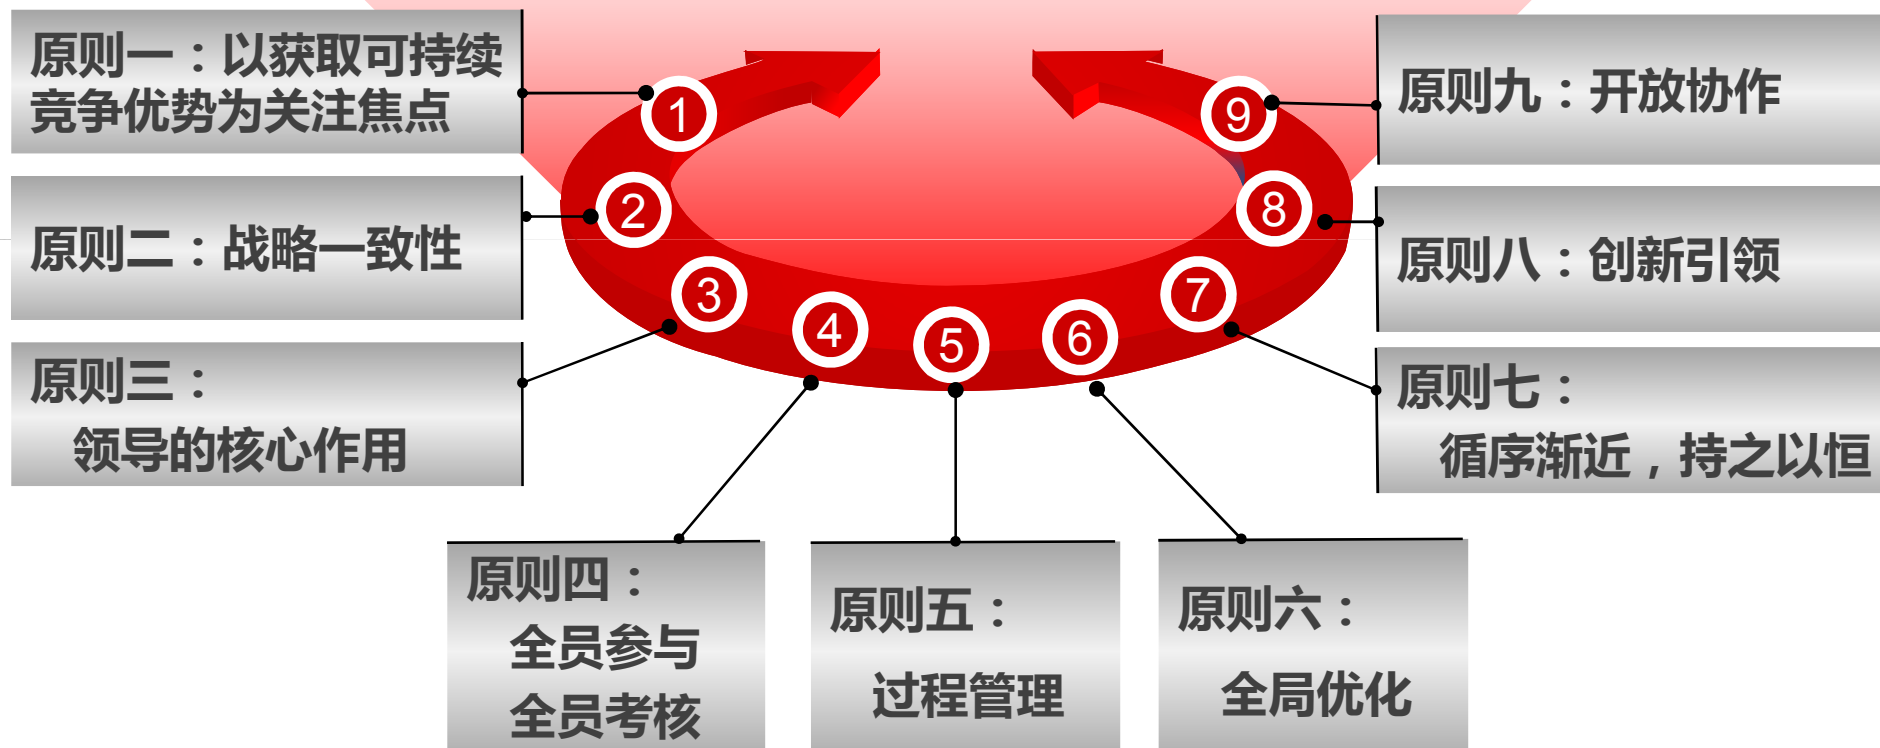 原则一：以获取可持续
竞争优势为关注焦点
原则二：战略一致性
原则三：
领导的核心作用
原则四：
全员参与
全员考核
原则五：
过程管理
原则六：
全局优化
原则七：
循序渐近，持之以恒
原则八：创新引领
原则九：开放协作
1
2
3
4
5
6
7
8
9